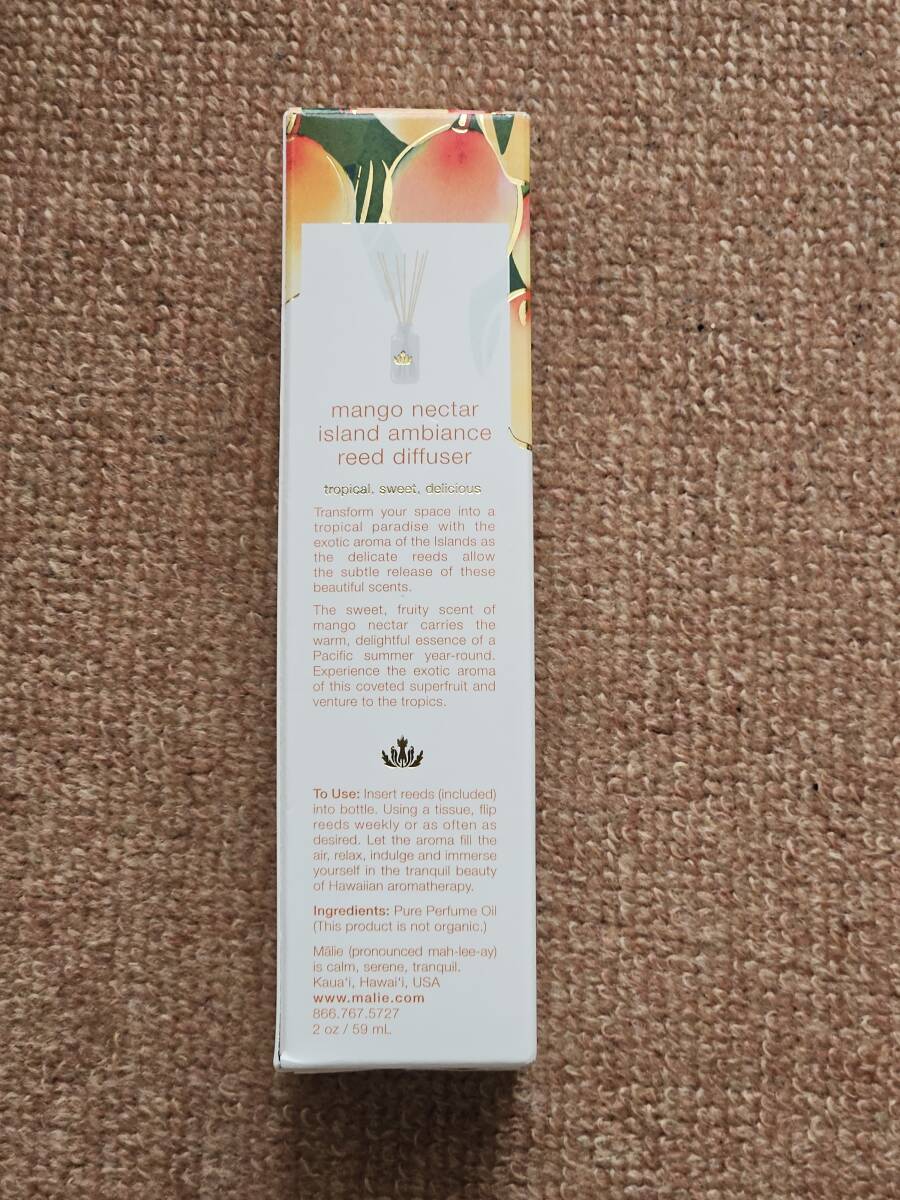 mango nectar
island ambiance
reed diffuser
tropical, sweet, delicious
Transform your space into a
tropical paradise with the
exotic aroma of the Islands as
the delicate reeds allow
the subtle release of these
beautiful scents.
The sweet, fruity scent of
mango nectar carries the
warm, delightful essence of a
Pacific summer year-round.
Experience the exotic aroma
of this coveted superfruit and
venture to the tropics.
To Use: Insert reeds (included)
into bottle. Using a tissue, flip
reeds weekly or as often as
desired. Let the aroma fill the
air, relax, indulge and immerse
yourself in the tranquil beauty
of Hawaiian aromatherapy.
Ingredients: Pure Perfume Oil
(This product is not organic.)
Mālie (pronounced mah-lee-ay)
is calm, serene, tranquil.
Kauaʻi, Hawaiʻi, USA
www.malie.com
866.767.5727
2 oz / 59 mL